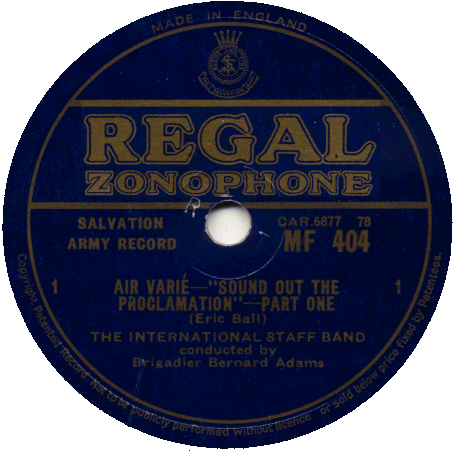 MADE IN ENGLAND
REGAL
ZONOPHONE
SALVATION
ARMY RECORD
CAR.6877 78
MF 404
1
1
AIR VARIÉ—"SOUND OUT THE
PROCLAMATION"—PART ONE
(Eric Ball)
THE INTERNATIONAL STAFF BAND
conducted by
Brigadier Bernard Adams
Copyright Patented Record. Not to be publicly performed without licence or sold below price fixed by Patentees.
R